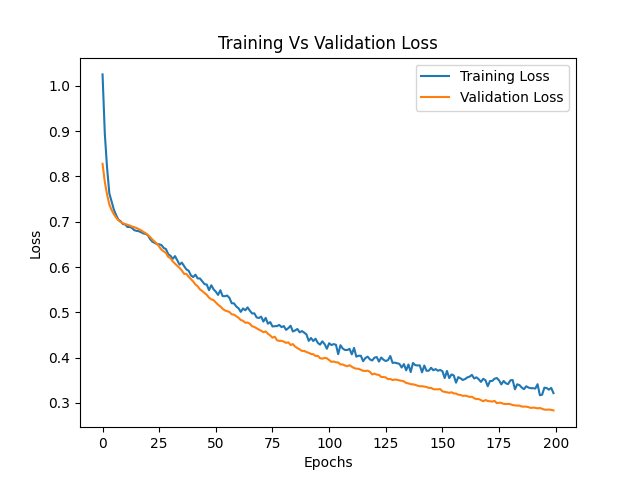 Training Vs Validation Loss
Training Loss
Validation Loss
1.0
0.9
0.8
0.7
0.6
0.5
0.4
0.3
Loss
0 25 50 75 100 125 150 175 200
Epochs